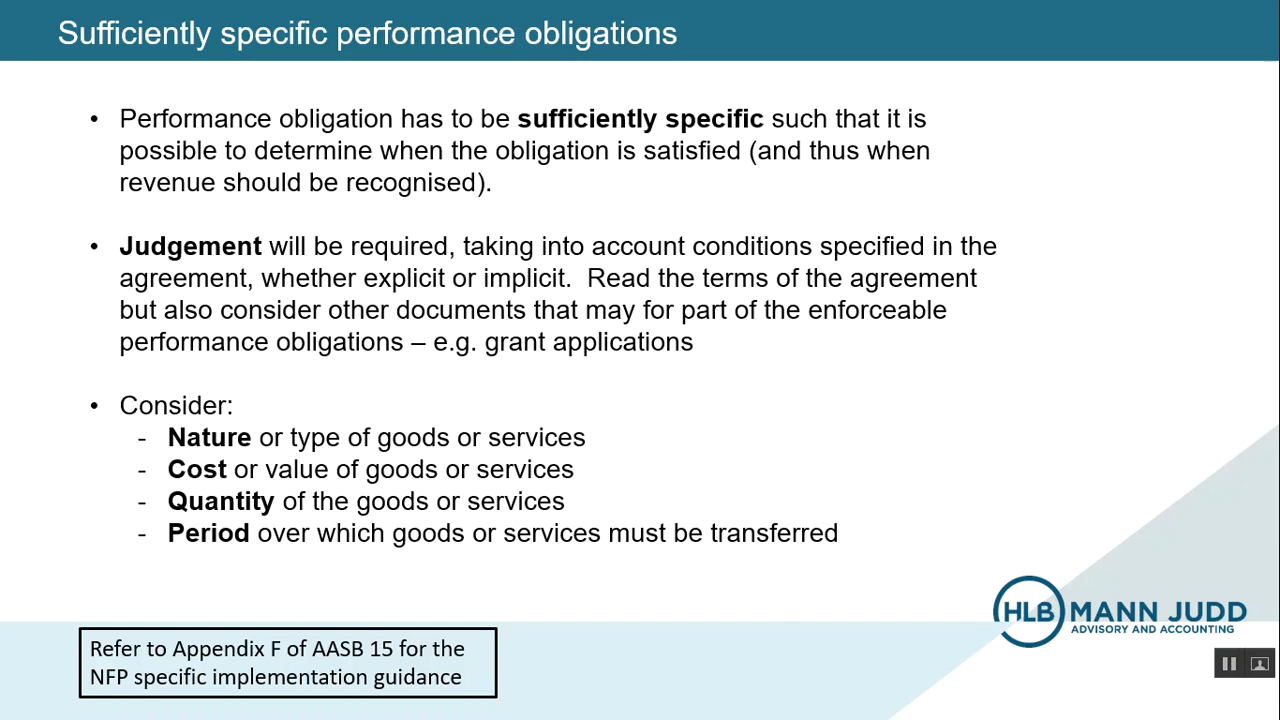 Sufficiently specific performance obligations
• Performance obligation has to be sufficiently specific such that it is
possible to determine when the obligation is satisfied (and thus when
revenue should be recognised).
• Judgement will be required, taking into account conditions specified in the
agreement, whether explicit or implicit.  Read the terms of the agreement
but also consider other documents that may for part of the enforceable
performance obligations – e.g. grant applications
• Consider:
- Nature or type of goods or services
- Cost or value of goods or services
- Quantity of the goods or services
- Period over which goods or services must be transferred
HLB MANN JUDD
ADVISORY AND ACCOUNTING
Refer to Appendix F of AASB 15 for the
NFP specific implementation guidance